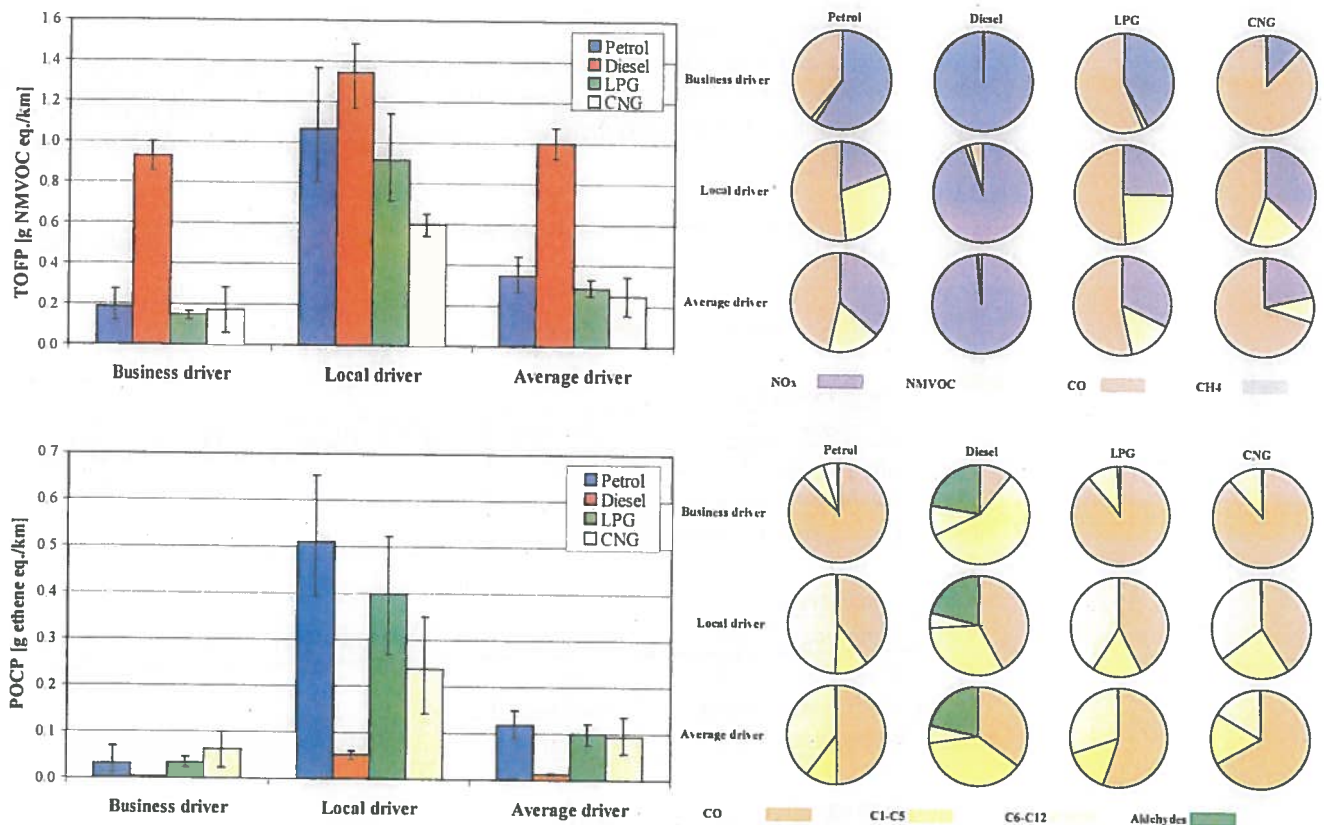 TOFP [g NMVOC eq./km]
1.6
1.4
1.2
1.0
0.8
0.6
0.4
0.2
0.0
Petrol
Diesel
LPG
CNG
Business driver
Local driver
Average driver
Petrol
Diesel
LPG
CNG
Business driver
Local driver
Average driver
NOx
NMVOC
CO
CH4
POCP [g ethene eq./km]
0.7
0.6
0.5
0.4
0.3
0.2
0.1
0.0
Petrol
Diesel
LPG
CNG
Business driver
Local driver
Average driver
Petrol
Diesel
LPG
CNG
Business driver
Local driver
Average driver
CO
C1-C5
C6-C12
Aldehydes